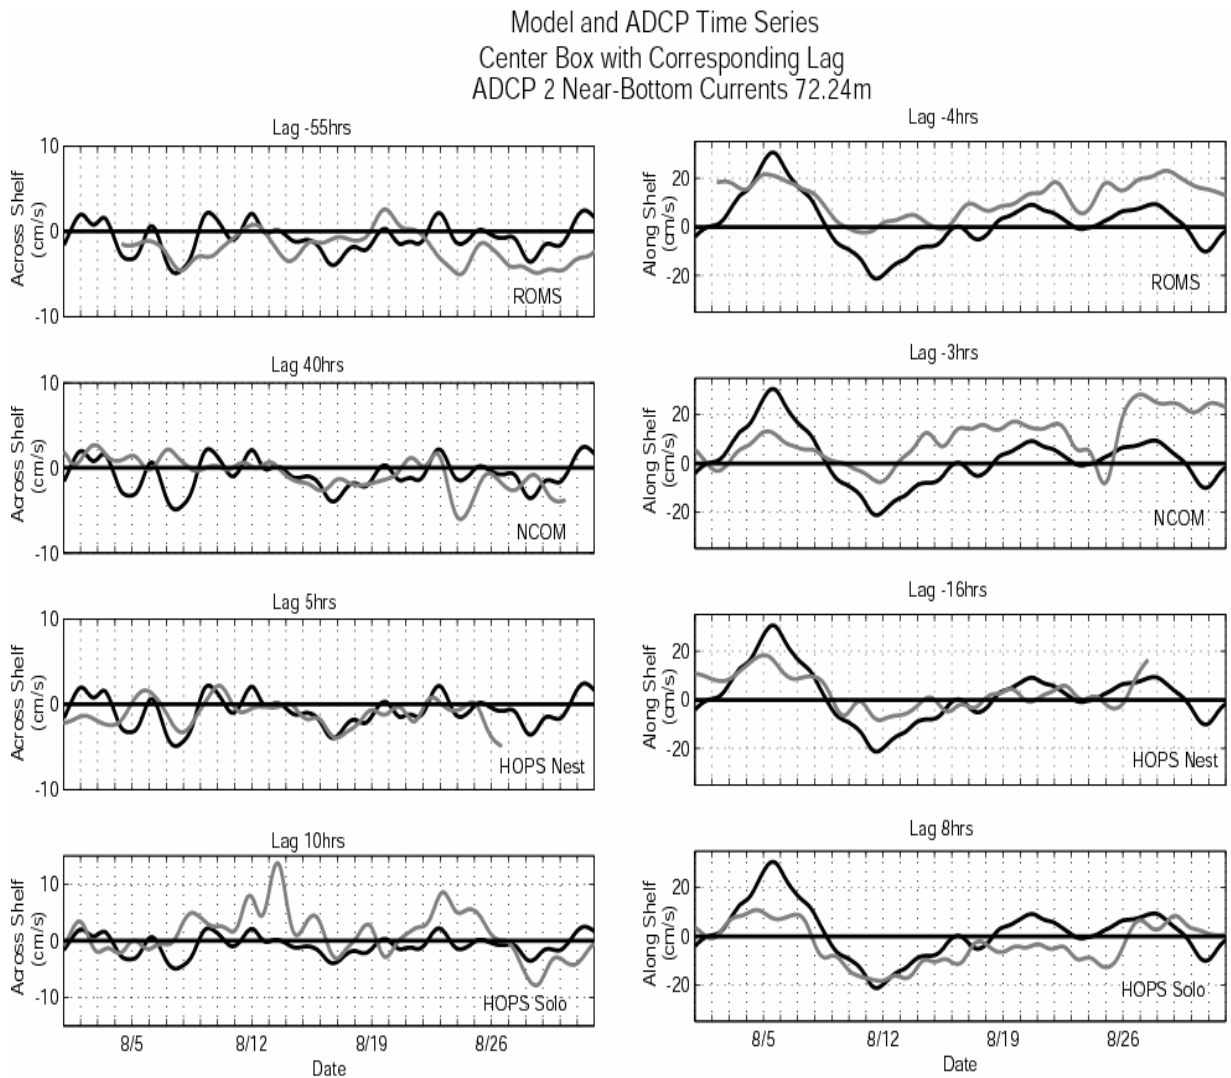 Model and ADCP Time Series
Center Box with Corresponding Lag
ADCP 2 Near-Bottom Currents 72.24m
Lag -55hrs
10
0
-10
Across Shelf
(cm/s)
ROMS
Lag -4hrs
20
0
-20
Along Shelf
(cm/s)
ROMS
Lag 40hrs
10
0
-10
Across Shelf
(cm/s)
NCOM
Lag -3hrs
20
0
-20
Along Shelf
(cm/s)
NCOM
Lag 5hrs
10
0
-10
Across Shelf
(cm/s)
HOPS Nest
Lag -16hrs
20
0
-20
Along Shelf
(cm/s)
HOPS Nest
Lag 10hrs
10
0
-10
Across Shelf
(cm/s)
HOPS Solo
8/5 8/12 8/19 8/26
Date
Lag 8hrs
20
0
-20
Along Shelf
(cm/s)
HOPS Solo
8/5 8/12 8/19 8/26
Date